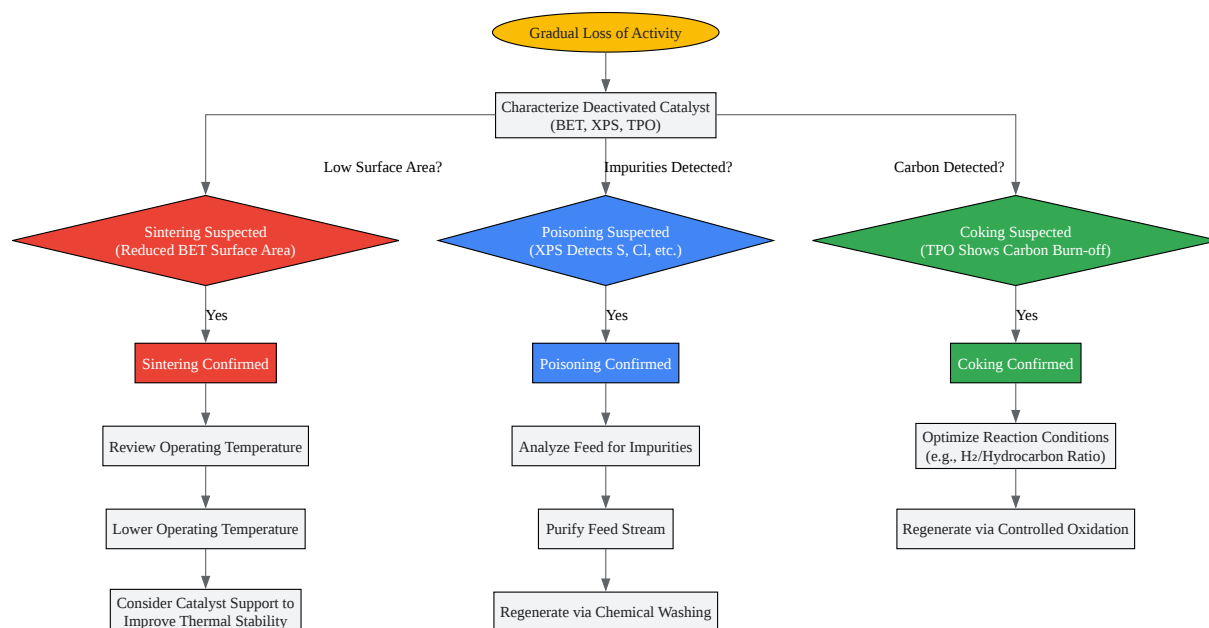 Gradual Loss of Activity
Characterize Deactivated Catalyst
(BET, XPS, TPO)
Low Surface Area?
Impurities Detected?
Carbon Detected?
Sintering Suspected
(Reduced BET Surface Area)
Poisoning Suspected
(XPS Detects S, Cl, etc.)
Coking Suspected
(TPO Shows Carbon Burn-off)
Yes
Yes
Yes
Sintering Confirmed
Poisoning Confirmed
Coking Confirmed
Review Operating Temperature
Analyze Feed for Impurities
Optimize Reaction Conditions
(e.g., H₂/Hydrocarbon Ratio)
Lower Operating Temperature
Purify Feed Stream
Regenerate via Controlled Oxidation
Consider Catalyst Support to
Improve Thermal Stability
Regenerate via Chemical Washing